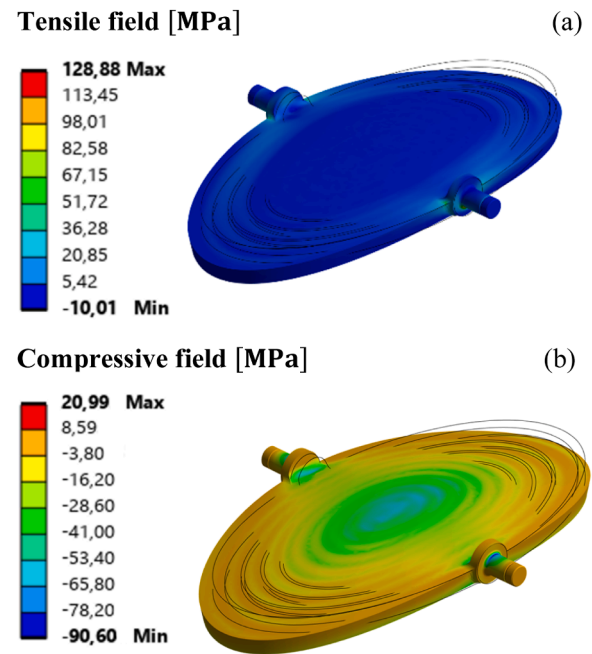 Tensile field [MPa] (a)
128,88 Max
113,45
98,01
82,58
67,15
51,72
36,28
20,85
5,42
-10,01 Min
Compressive field [MPa] (b)
20,99 Max
8,59
-3,80
-16,20
-28,60
-41,00
-53,40
-65,80
-78,20
-90,60 Min